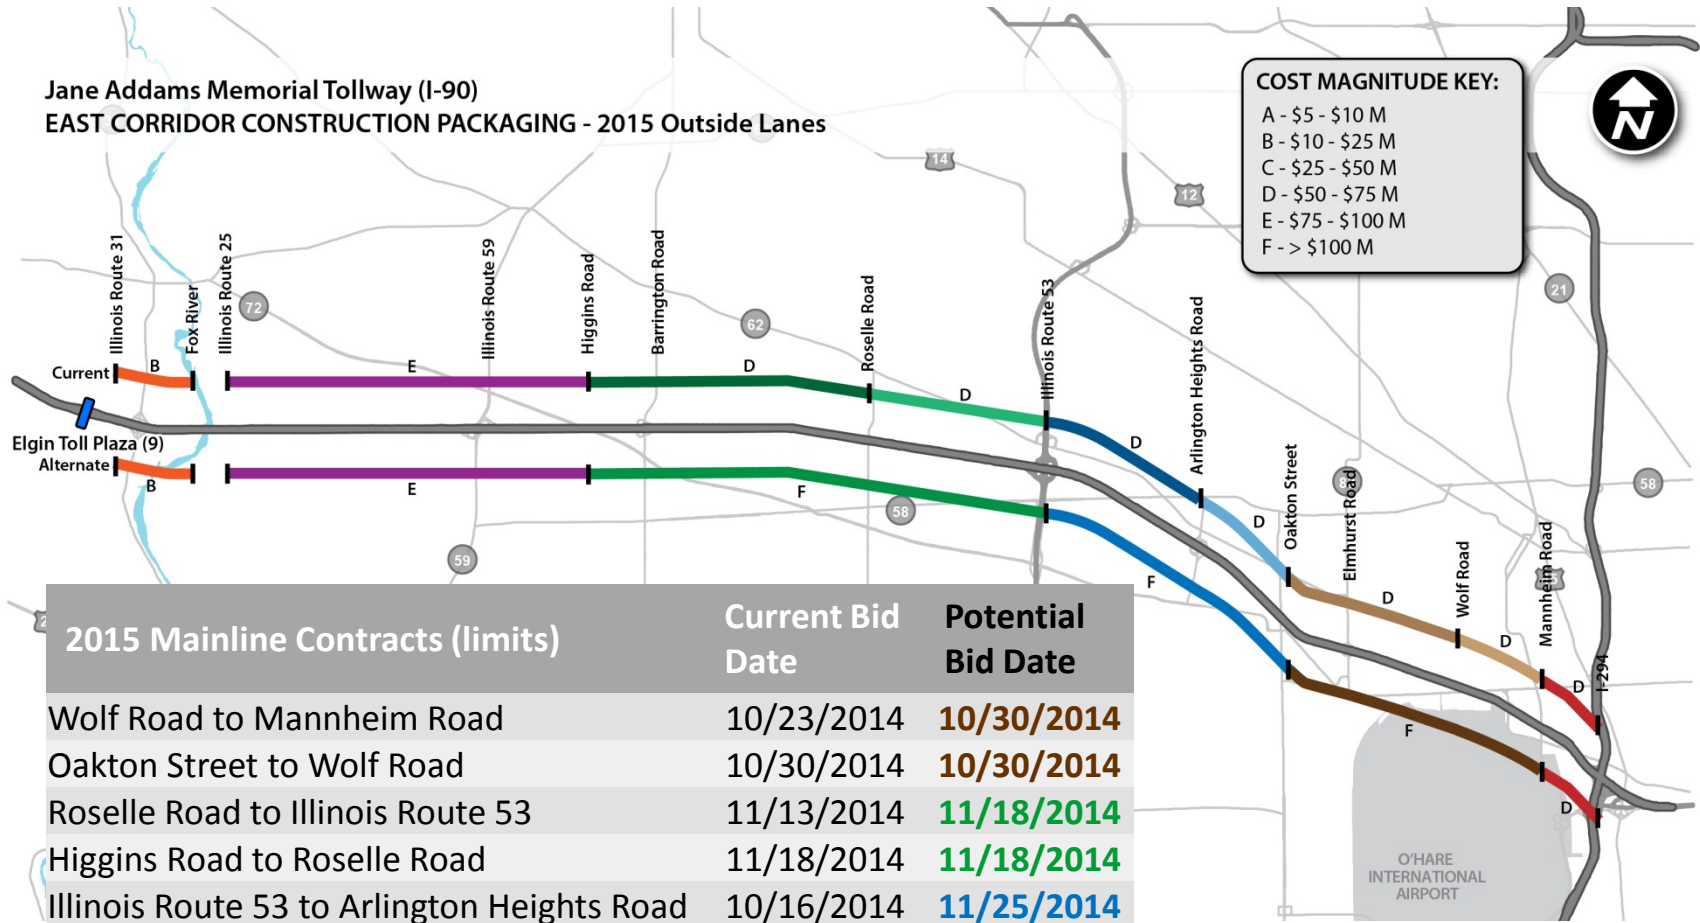 Jane Addams Memorial Tollway (I-90)
EAST CORRIDOR CONSTRUCTION PACKAGING - 2015 Outside Lanes
COST MAGNITUDE KEY:
A - $5 - $10 M
B - $10 - $25 M
C - $25 - $50 M
D - $50 - $75 M
E - $75 - $100 M
F - > $100 M
N
14
12
21
72
62
58
58
59
Illinois Route 31
Fox River
Illinois Route 25
Illinois Route 59
Higgins Road
Barrington Road
Roselle Road
Illinois Route 53
Arlington Heights Road
Oakton Street
Elmhurst Road
Wolf Road
Mannheim Road
I-294
Current
B
E
D
D
D
D
D
D
D
Elgin Toll Plaza (9)
Alternate
B
E
F
F
F
D
O'HARE
INTERNATIONAL
AIRPORT
2015 Mainline Contracts (limits) Current Bid Date Potential Bid Date
Wolf Road to Mannheim Road 10/23/2014 10/30/2014
Oakton Street to Wolf Road 10/30/2014 10/30/2014
Roselle Road to Illinois Route 53 11/13/2014 11/18/2014
Higgins Road to Roselle Road 11/18/2014 11/18/2014
Illinois Route 53 to Arlington Heights Road 10/16/2014 11/25/2014